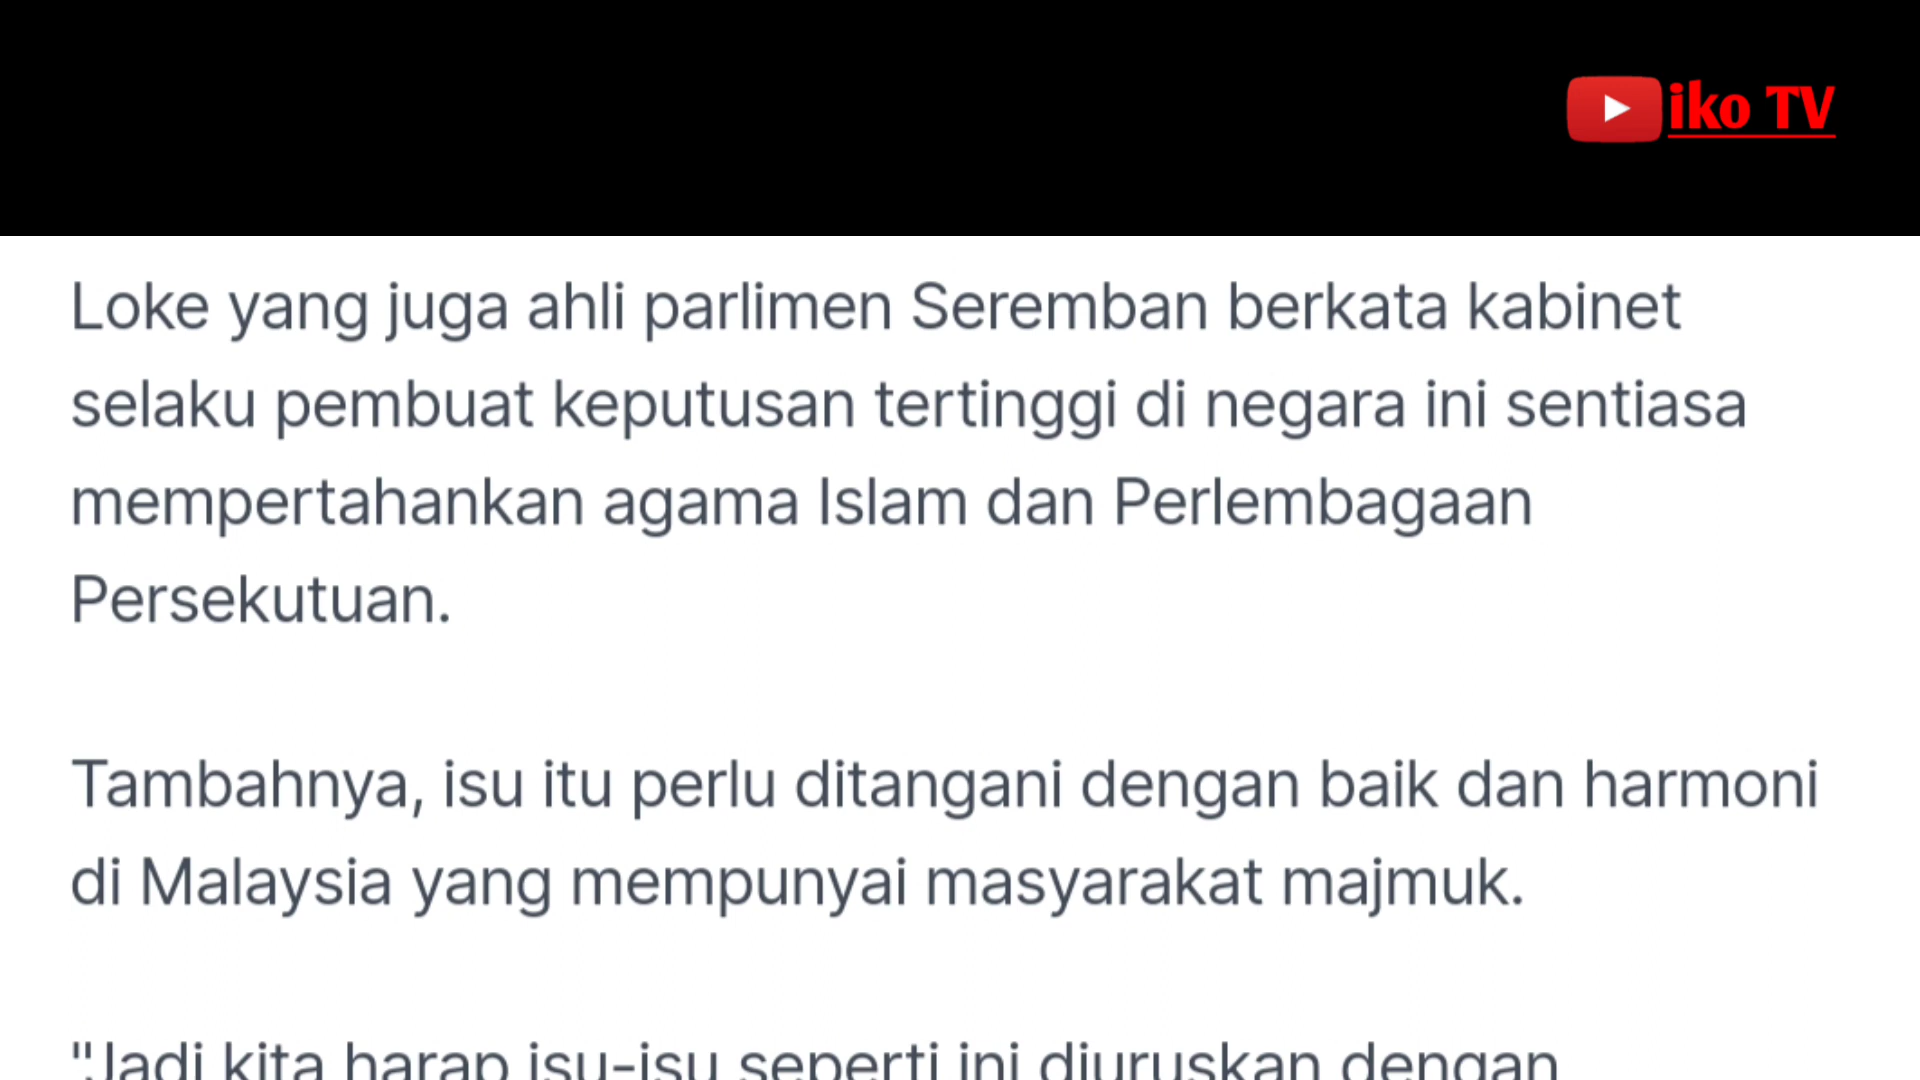 iko TV
Loke yang juga ahli parlimen Seremban berkata kabinet
selaku pembuat keputusan tertinggi di negara ini sentiasa
mempertahankan agama Islam dan Perlembagaan
Persekutuan.
Tambahnya, isu itu perlu ditangani dengan baik dan harmoni
di Malaysia yang mempunyai masyarakat majmuk.
"Jadi kita harap isu-isu seperti ini diuruskan dengan